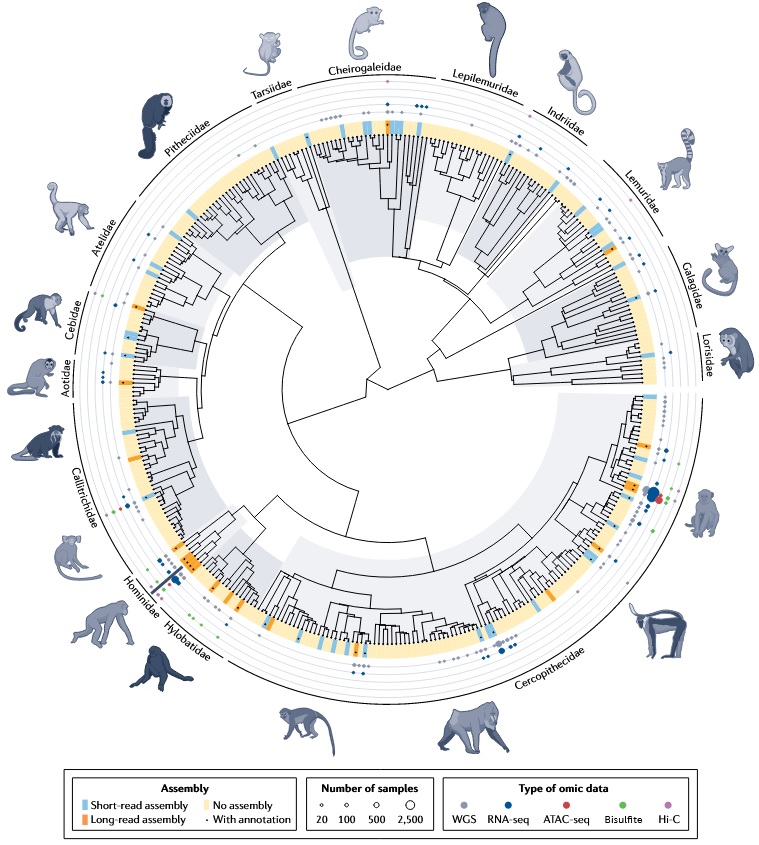 Cheirogaleidae
Lepilemuridae
Tarsiidae
Indriidae
Pitheciidae
Lemuridae
Atelidae
Galagidae
Cebidae
Lorisidae
Aotidae
Callitrichidae
Hominidae
Hylobatidae
Cercopithecidae
Assembly
Short-read assembly
No assembly
Long-read assembly
With annotation
Number of samples
20 100 500 2,500
Type of omic data
WGS RNA-seq ATAC-seq Bisulfite Hi-C